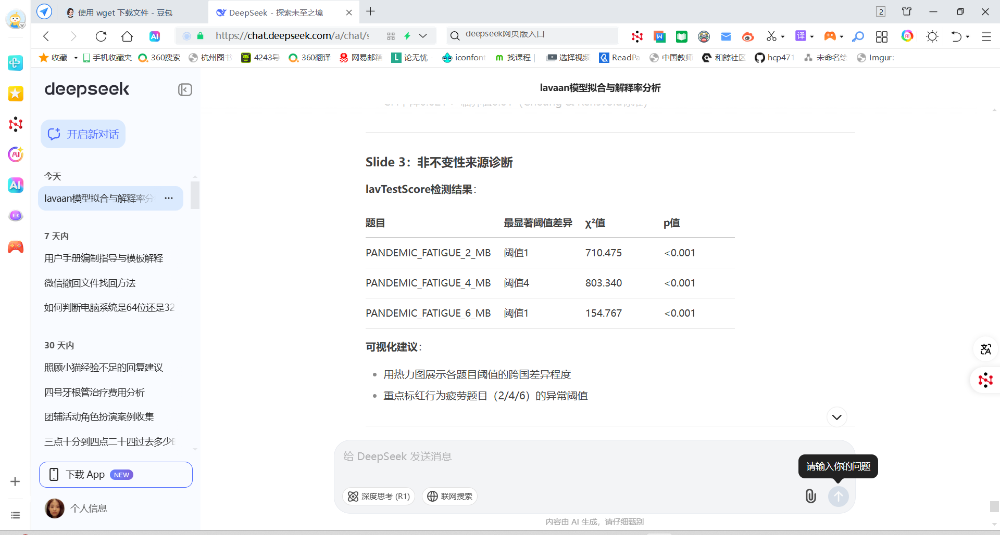 使用 wget 下载文件 - 豆包
DeepSeek - 探索未至之境
2
AI
https://chat.deepseek.com/a/chat/s
deepseek网页版入口
译
收藏
手机收藏夹
360搜索
杭州图书
4243导
360翻译
网易邮箱
论无忧 -
iconfont
找课程 |
选择视频
ReadPa
中国教师
和鲸社区
hcp471
未命名绘
Imgur:
deepseek
开启新对话
今天
lavaan模型拟合与解释率分
7 天内
用户手册编制指导与模板解释
微信撤回文件找回方法
如何判断电脑系统是64位还是32
30 天内
照顾小猫经验不足的回复建议
四号牙根管治疗费用分析
团辅活动角色扮演案例收集
三点十分到四点二十四过去多少时
下载 App NEW
个人信息
lavaan模型拟合与解释率分析
Slide 3：非不变性来源诊断
lavTestScore检测结果：
题目 最显著阈值差异 χ²值 p值
PANDEMIC_FATIGUE_2_MB 阈值1 710.475 <0.001
PANDEMIC_FATIGUE_4_MB 阈值4 803.340 <0.001
PANDEMIC_FATIGUE_6_MB 阈值1 154.767 <0.001
可视化建议：
用热力图展示各题目阈值的跨国差异程度
重点标红行为疲劳题目（2/4/6）的异常阈值
给 DeepSeek 发送消息
请输入你的问题
深度思考 (R1)
联网搜索
内容由 AI 生成，请仔细甄别